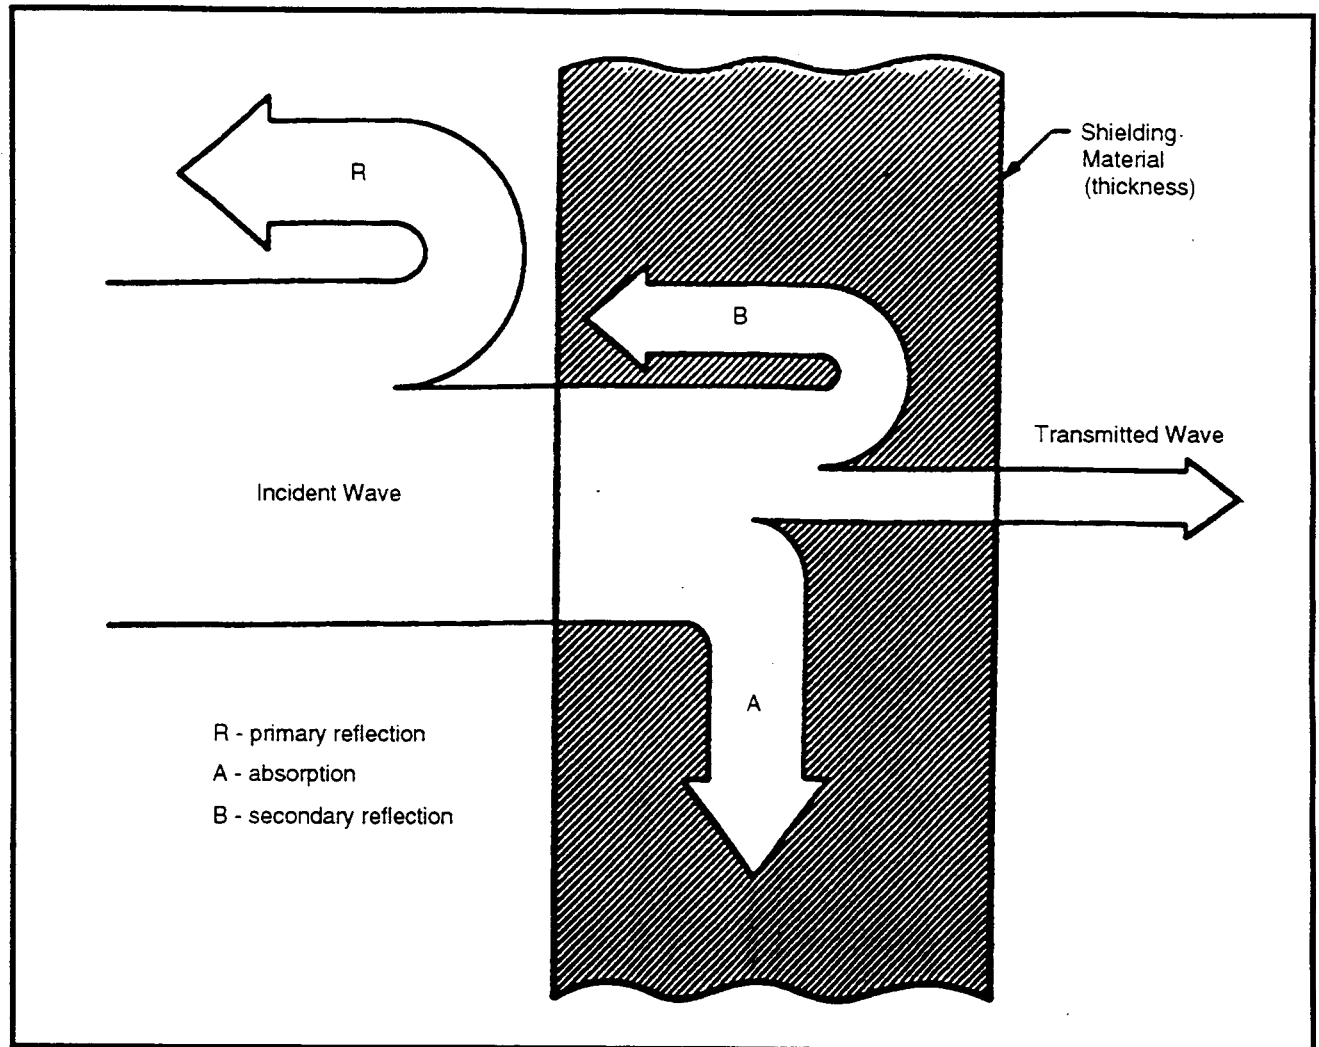 R
Shielding
Material
(thickness)
B
Transmitted Wave
Incident Wave
A
R - primary reflection
A - absorption
B - secondary reflection